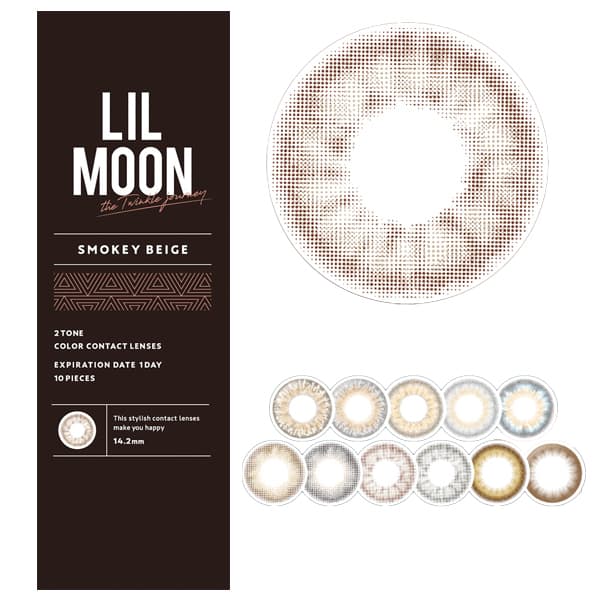 LIL
MOON
the Twinkle journey
SMOKEY BEIGE
2 TONE
COLOR CONTACT LENSES
EXPIRATION DATE 1DAY
10 PIECES
This stylish contact lenses
make you happy
14.2mm